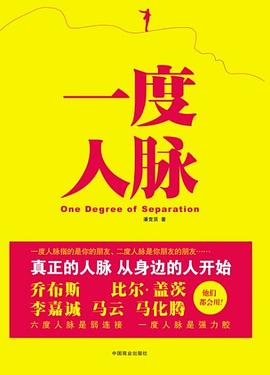 一度
人脉
One Degree of Separation
潘竞贤 著
一度人脉指的是你的朋友、二度人脉是你朋友的朋友……
真正的人脉 从身边的人开始
乔布斯 比尔·盖茨
李嘉诚 马云 马化腾
他们
都会用!
六度人脉是弱连接 一度人脉是强力胶
中国商业出版社